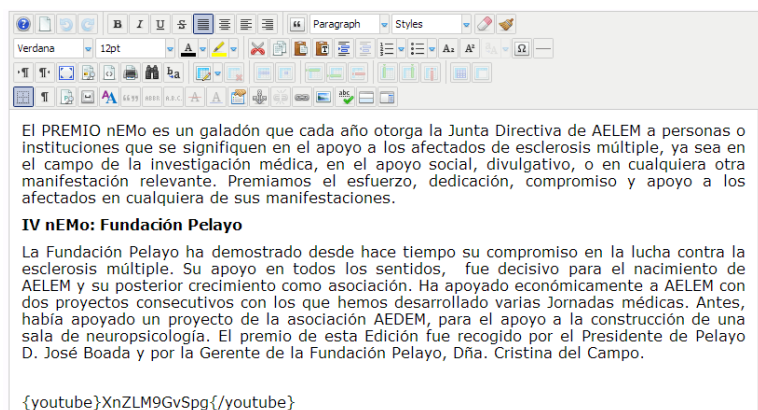 Paragraph Styles
Verdana 12pt
El PREMIO nEMo es un galadón que cada año otorga la Junta Directiva de AELEM a personas o
instituciones que se signifiquen en el apoyo a los afectados de esclerosis múltiple, ya sea en
el campo de la investigación médica, en el apoyo social, divulgativo, o en cualquiera otra
manifestación relevante. Premiamos el esfuerzo, dedicación, compromiso y apoyo a los
afectados en cualquiera de sus manifestaciones.
IV nEMo: Fundación Pelayo
La Fundación Pelayo ha demostrado desde hace tiempo su compromiso en la lucha contra la
esclerosis múltiple. Su apoyo en todos los sentidos, fue decisivo para el nacimiento de
AELEM y su posterior crecimiento como asociación. Ha apoyado económicamente a AELEM con
dos proyectos consecutivos con los que hemos desarrollado varias Jornadas médicas. Antes,
había apoyado un proyecto de la asociación AEDEM, para el apoyo a la construcción de una
sala de neuropsicología. El premio de esta Edición fue recogido por el Presidente de Pelayo
D. José Boada y por la Gerente de la Fundación Pelayo, Dña. Cristina del Campo.
{youtube}XnZLM9GvSpg{/youtube}